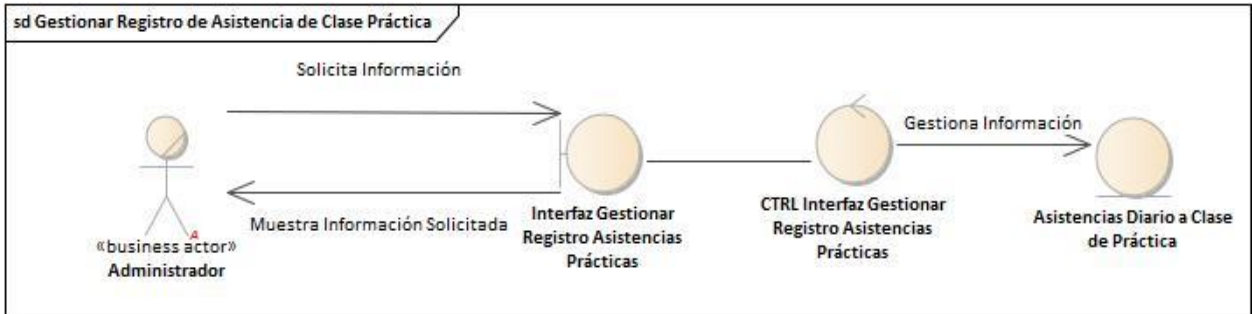 sd Gestionar Registro de Asistencia de Clase Práctica
Solicita Información
Gestiona Información
Muestra Información Solicitada
«business actor»
Administrador
A
Interfaz Gestionar
Registro Asistencias
Prácticas
CTRL Interfaz Gestionar
Registro Asistencias
Prácticas
Asistencias Diario a Clase
de Práctica